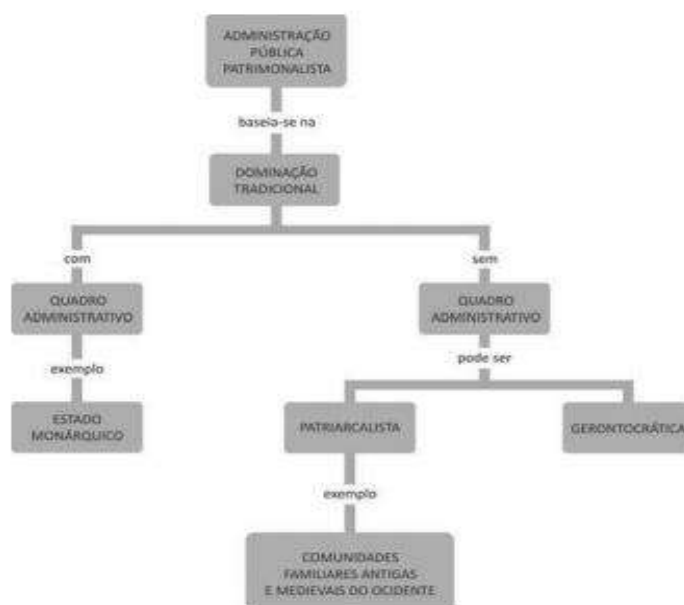 ADMINISTRAÇÃO
PÚBLICA
PATRIMONALISTA
baseia-se na
DOMINAÇÃO
TRADICIONAL
com
sem
QUADRO
ADMINISTRATIVO
QUADRO
ADMINISTRATIVO
exemplo
pode ser
ESTADO
MONÁRQUICO
PATRIARCALISTA
GERONTOCRÁTICA
exemplo
COMUNIDADES
FAMILIARES ANTIGAS
E MEDIEVAIS DO OCIDENTE